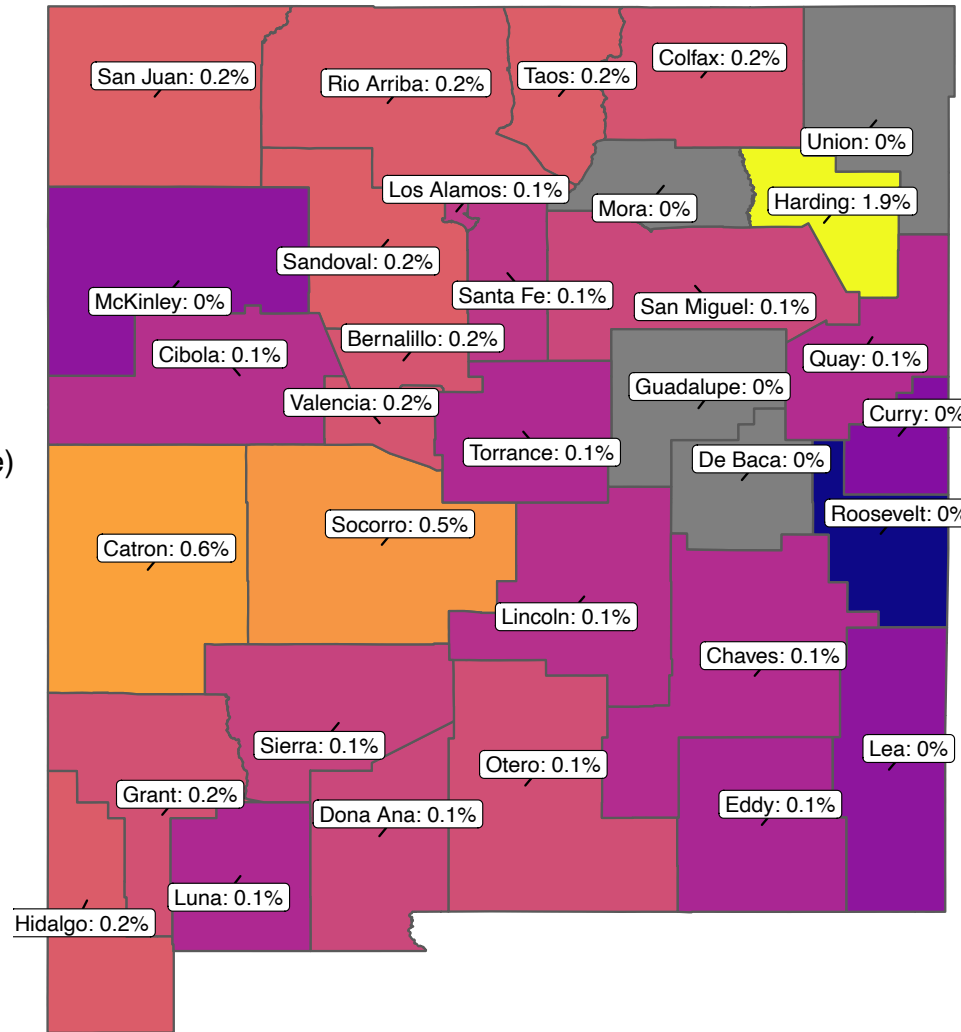 Colfax: 0.2%
San Juan: 0.2%
Taos: 0.2%
Rio Arriba: 0.2%
Union: 0%
Los Alamos: 0.1%
Harding: 1.9%
Mora: 0%
Sandoval: 0.2%
Santa Fe: 0.1%
McKinley: 0%
San Miguel: 0.1%
Bernalillo: 0.2%
Cibola: 0.1%
Quay: 0.1%
Guadalupe: 0%
Valencia: 0.2%
Curry: 0%
Torrance: 0.1%
De Baca: 0%
e)
Roosevelt: 0%
Socorro: 0.5%
Catron: 0.6%
Lincoln: 0.1%
Chaves: 0.1%
Sierra: 0.1%
Lea: 0%
Otero: 0.1%
Grant: 0.2%
Eddy: 0.1%
Dona Ana: 0.1%
Luna: 0.1%
Hidalgo: 0.2%